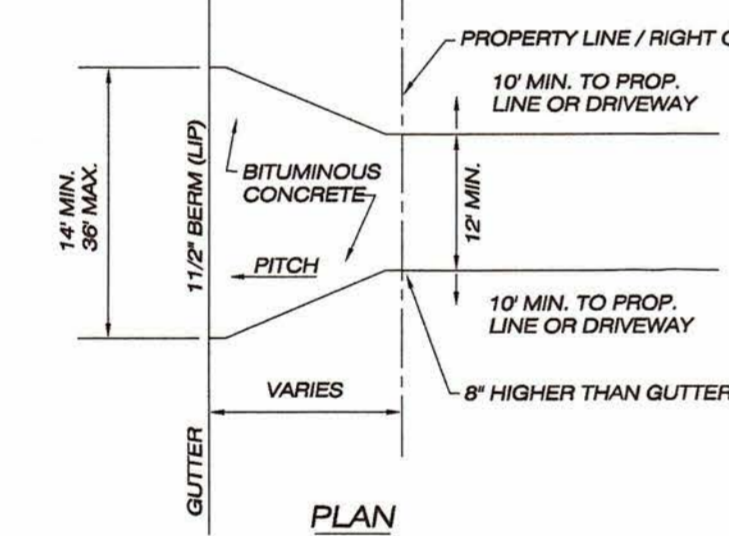 PROPERTY LINE / RIGHT
10' MIN. TO PROP.
LINE OR DRIVEWAY
14' MIN.
36' MAX.
11/2" BERM (LIP)
BITUMINOUS
CONCRETE
12' MIN.
PITCH
10' MIN. TO PROP.
LINE OR DRIVEWAY
VARIES
8" HIGHER THAN GUTTER
GUTTER
PLAN